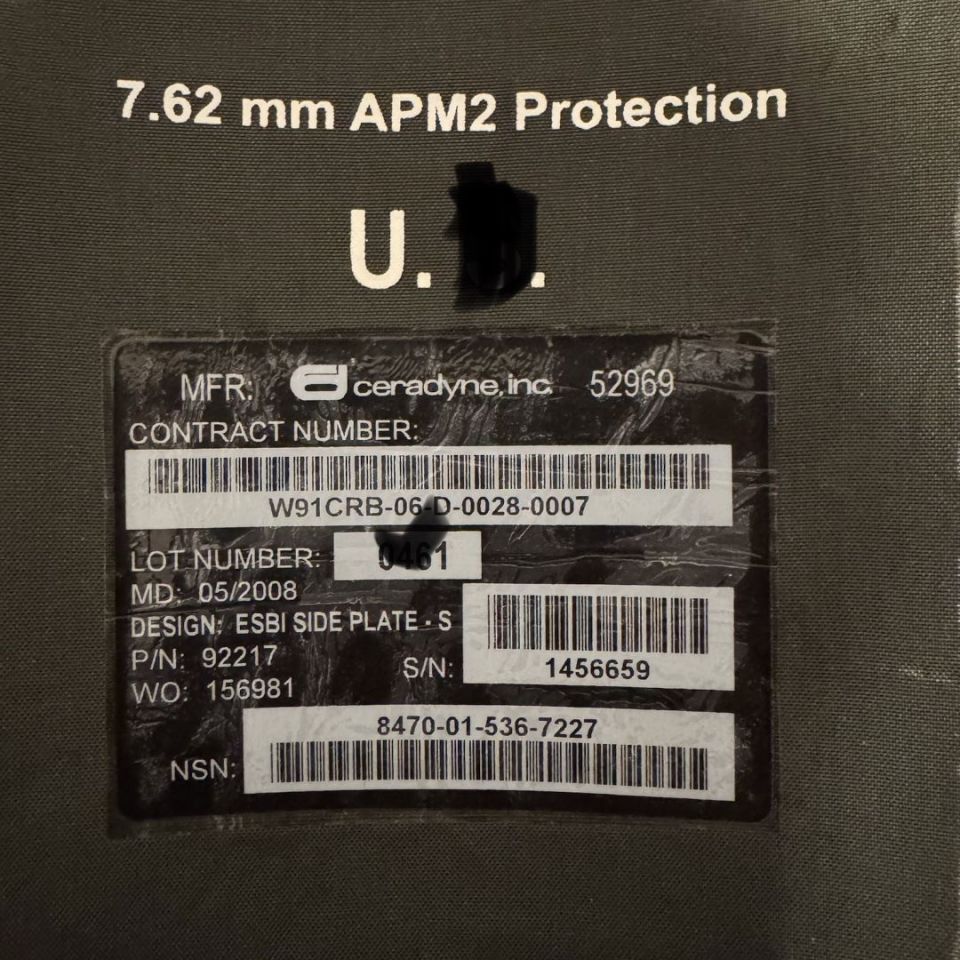 7.62 mm APM2 Protection
U. .
MFR. ceradyne, inc. 52969
CONTRACT NUMBER:
W91CRB-06-D-0028-0007
LOT NUMBER: 0461
MD: 05/2008
DESIGN: ESBI SIDE PLATE - S
P/N: 92217
S/N: 1456659
WO: 156981
8470-01-536-7227
NSN: